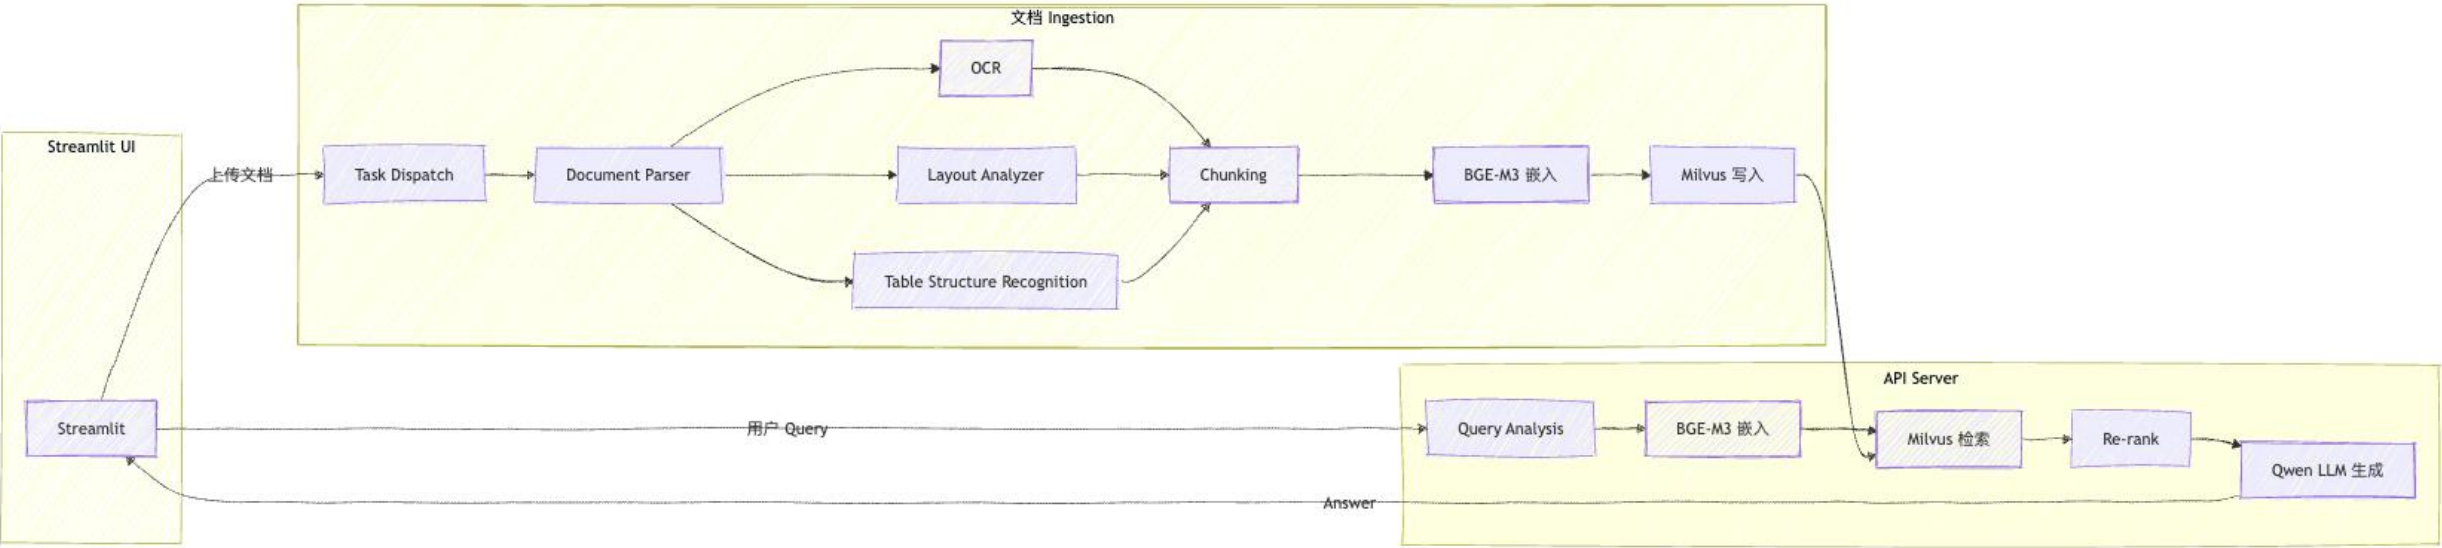 文档 Ingestion
OCR
Streamlit UI
上传文档
Task Dispatch
Document Parser
Layout Analyzer
Chunking
BGE-M3 嵌入
Milvus 写入
Table Structure Recognition
API Server
Streamlit
用户 Query
Query Analysis
BGE-M3 嵌入
Milvus 检索
Re-rank
Qwen LLM 生成
Answer